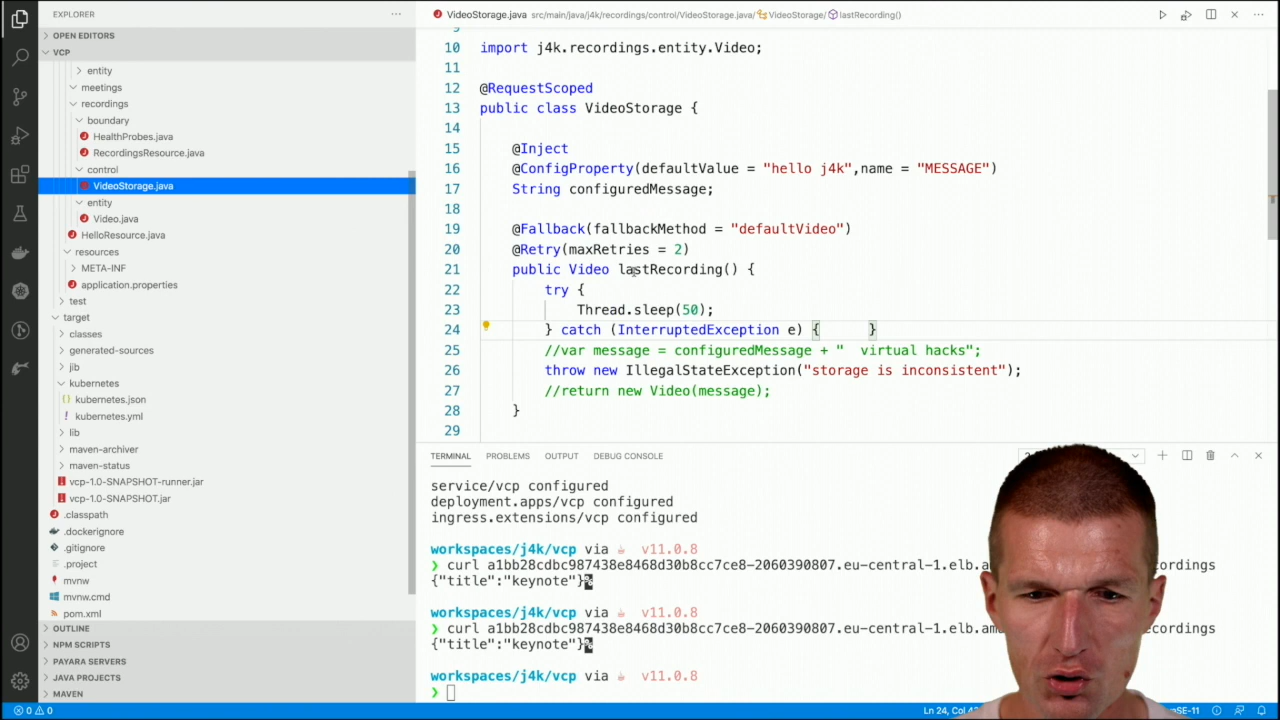 EXPLORER
OPEN EDITORS
VCP
entity
meetings
recordings
boundary
HealthProbes.java
RecordingsResource.java
control
VideoStorage.java
entity
Video.java
HelloResource.java
resources
META-INF
application.properties
test
target
classes
generated-sources
jib
kubernetes
kubernetes.json
kubernetes.yml
lib
maven-archiver
maven-status
vcp-1.0-SNAPSHOT-runner.jar
vcp-1.0-SNAPSHOT.jar
.classpath
.dockerignore
.gitignore
.project
mvnw
mvnw.cmd
pom.xml
OUTLINE
NPM SCRIPTS
PAYARA SERVERS
JAVA PROJECTS
MAVEN
VideoStorage.java src/main/java/j4k/recordings/control/VideoStorage.java/ VideoStorage/ lastRecording()
9
10 import j4k.recordings.entity.Video;
11
12 @RequestScoped
13 public class VideoStorage {
14
15 @Inject
16 @ConfigProperty(defaultValue = "hello j4k",name = "MESSAGE")
17 String configuredMessage;
18
19 @Fallback(fallbackMethod = "defaultVideo")
20 @Retry(maxRetries = 2)
21 public Video lastRecording() {
22 try {
23 Thread.sleep(50);
24 } catch (InterruptedException e) { }
25 //var message = configuredMessage + " virtual hacks";
26 throw new IllegalStateException("storage is inconsistent");
27 //return new Video(message);
28 }
29
TERMINAL PROBLEMS OUTPUT DEBUG CONSOLE
service/vcp configured
deployment.apps/vcp configured
ingress.extensions/vcp configured
workspaces/j4k/vcp via ☕ v11.0.8
❯ curl a1bb28cdbc987438e8468d30b8cc7ce8-2060390807.eu-central-1.elb.am ecordings
{"title":"keynote"}%
workspaces/j4k/vcp via ☕ v11.0.8
❯ curl a1bb28cdbc987438e8468d30b8cc7ce8-2060390807.eu-central-1.elb.am ecordings
{"title":"keynote"}%
workspaces/j4k/vcp via ☕ v11.0.8
❯
0 0
Ln 24, Col 4
SE-11